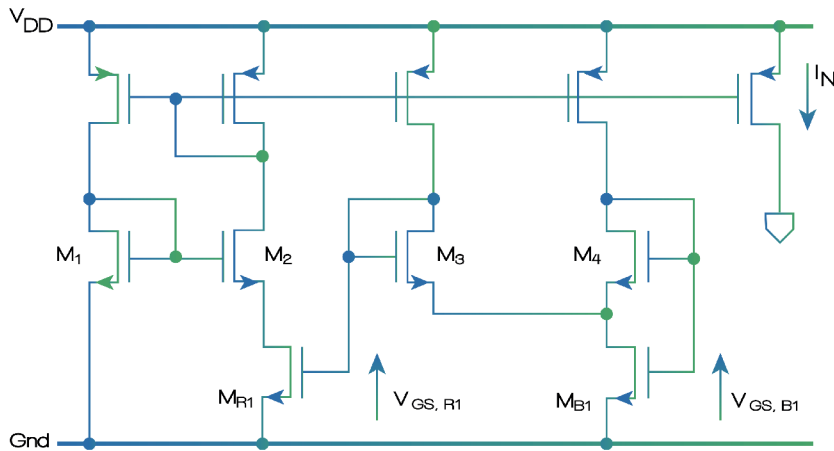 VDD
IN
M1
M2
M3
M4
MR1
VGS, R1
MB1
VGS, B1
Gnd